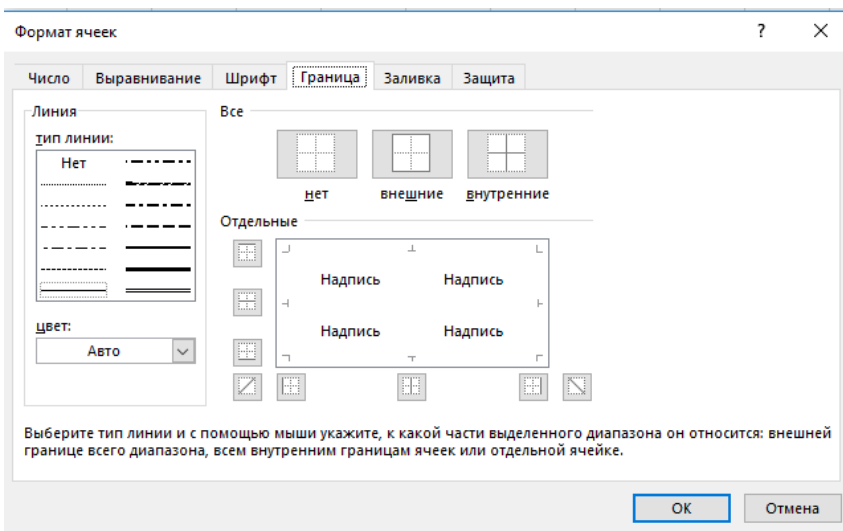 Формат ячеек ?
Число Выравнивание Шрифт Граница Заливка Защита
Линия
тип линии:
Нет
цвет:
Авто
Все
нет внешние внутренние
Отдельные
Надпись Надпись
Надпись Надпись
Выберите тип линии и с помощью мыши укажите, к какой части выделенного диапазона он относится: внешней
границе всего диапазона, всем внутренним границам ячеек или отдельной ячейке.
ОК Отмена